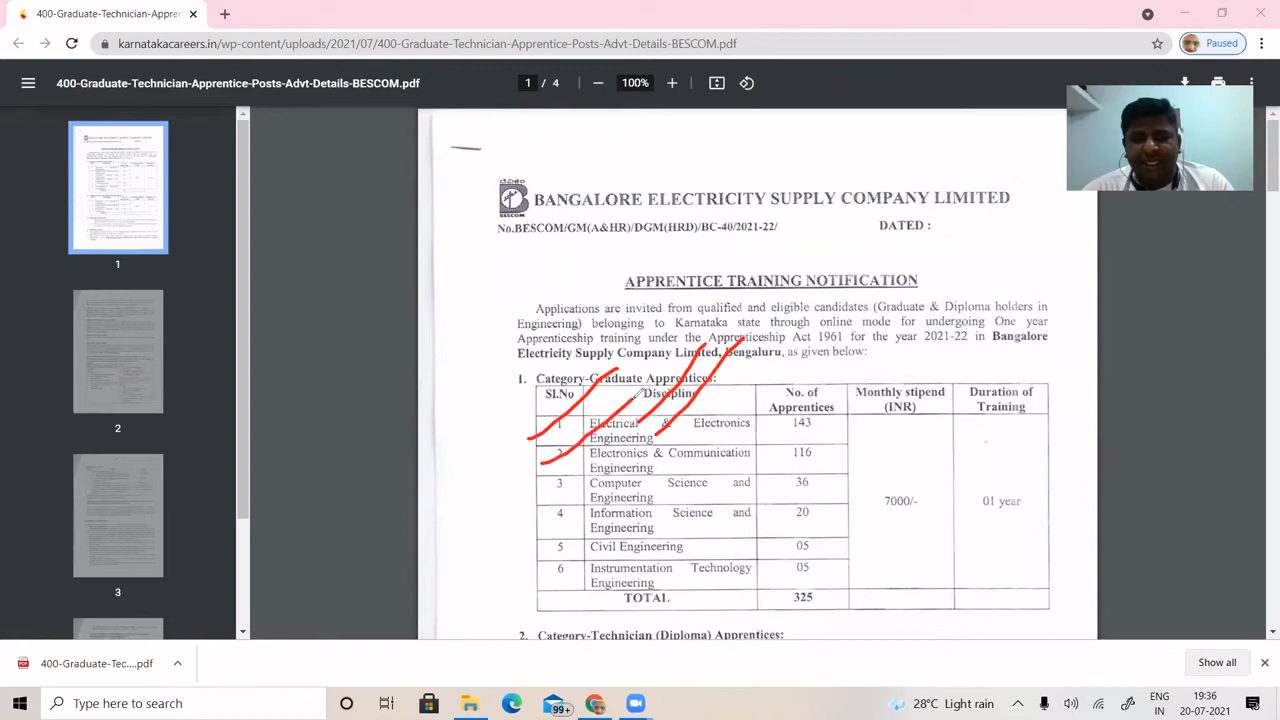 400-Graduate-Technician-Appren
karnatakacareers.in/wp-content/uploads/2021/07/400-Graduate-Technician-Apprentice-Posts-Advt-Details-BESCOM.pdf
Paused
400-Graduate-Technician-Apprentice-Posts-Advt-Details-BESCOM.pdf
1 / 4
100%
BESCOM
BANGALORE ELECTRICITY SUPPLY COMPANY LIMITED
No.BESCOM/GM(A&HR)/DGM(HRD)/BC-40/2021-22/ DATED :
APPRENTICE TRAINING NOTIFICATION
Applications are invited from qualified and eligible candidates (Graduate & Diploma holders in
Engineering) belonging to Karnataka state through online mode for undergoing One year
Apprenticeship training under the Apprenticeship Act 1961 for the year 2021-22 in Bangalore
Electricity Supply Company Limited, Bengaluru, as given below:
1. Category-Graduate Apprentices:
Sl.No Discipline No. of Apprentices Monthly stipend (INR) Duration of Training
1 Electrical & Electronics Engineering 143
2 Electronics & Communication Engineering 116
3 Computer Science and Engineering 36
4 Information Science and Engineering 20
5 Civil Engineering 05
6 Instrumentation Technology Engineering 05
7000/- 01 year
TOTAL 325
2. Category-Technician (Diploma) Apprentices:
1
2
3
400-Graduate-Tec....pdf
Show all
Type here to search
99+
28°C Light rain
ENG
IN
19:36
20-07-2021